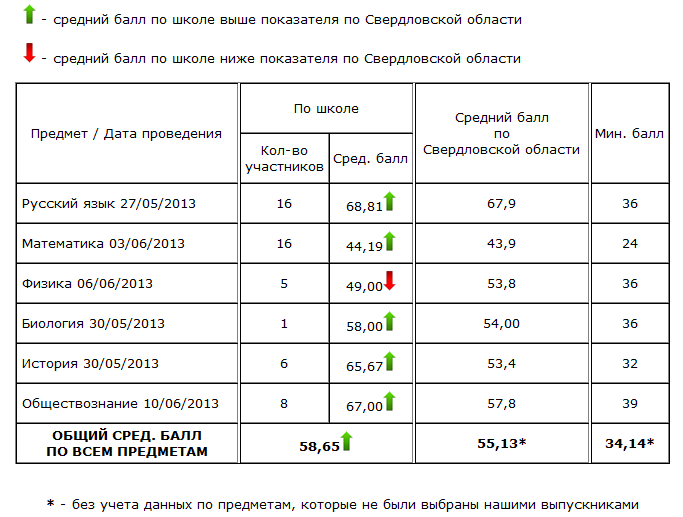 - средний балл по школе выше показателя по Свердловской области
- средний балл по школе ниже показателя по Свердловской области
Предмет / Дата проведения
По школе
Средний балл
по
Свердловской области
Мин. балл
Кол-во
участников
Сред. балл
Русский язык 27/05/2013 16 68,81 67,9 36
Математика 03/06/2013 16 44,19 43,9 24
Физика 06/06/2013 5 49,00 53,8 36
Биология 30/05/2013 1 58,00 54,00 36
История 30/05/2013 6 65,67 53,4 32
Обществознание 10/06/2013 8 67,00 57,8 39
ОБЩИЙ СРЕД. БАЛЛ
ПО ВСЕМ ПРЕДМЕТАМ
58,65 55,13* 34,14*
* - без учета данных по предметам, которые не были выбраны нашими выпускниками